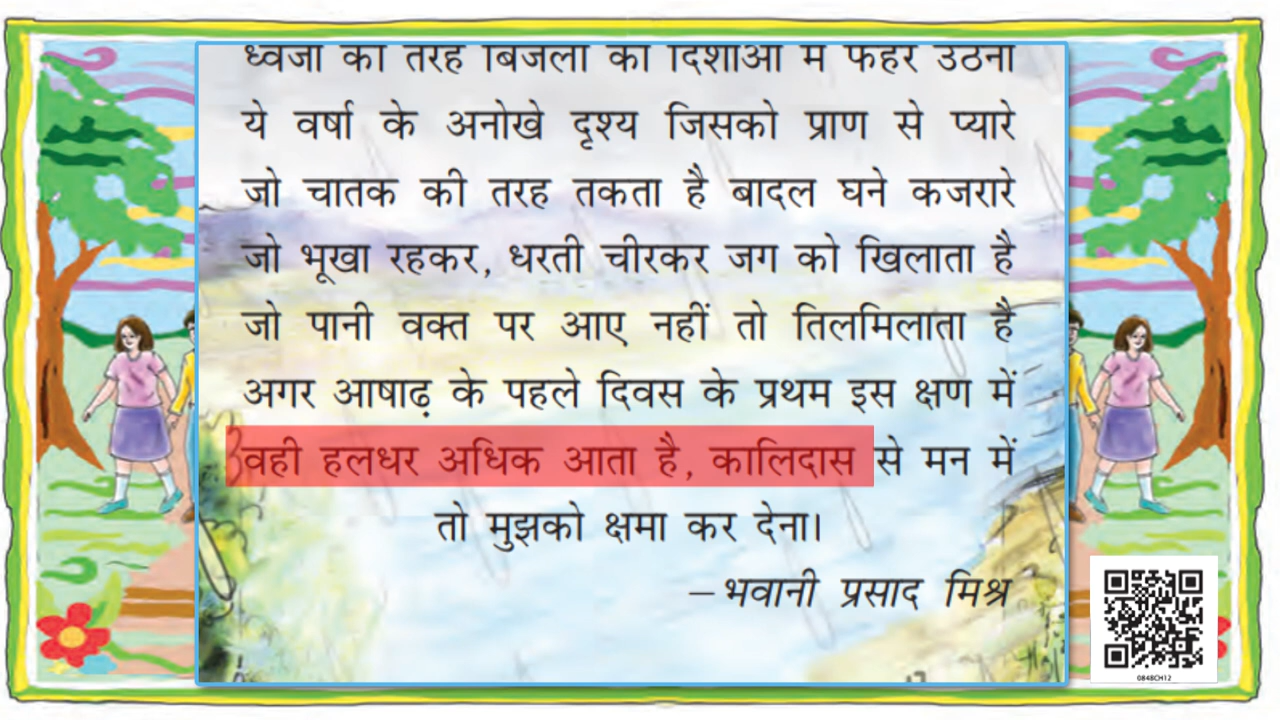 ध्वजा की तरह बिजली का दिशाओं में फहर उठना
ये वर्षा के अनोखे दृश्य जिसको प्राण से प्यारे
जो चातक की तरह तकता है बादल घने कजरारे
जो भूखा रहकर, धरती चीरकर जग को खिलाता है
जो पानी वक्त पर आए नहीं तो तिलमिलाता है
अगर आषाढ़ के पहले दिवस के प्रथम इस क्षण में
वही हलधर अधिक आता है, कालिदास से मन में
तो मुझको क्षमा कर देना।
–भवानी प्रसाद मिश्र
0848CH12